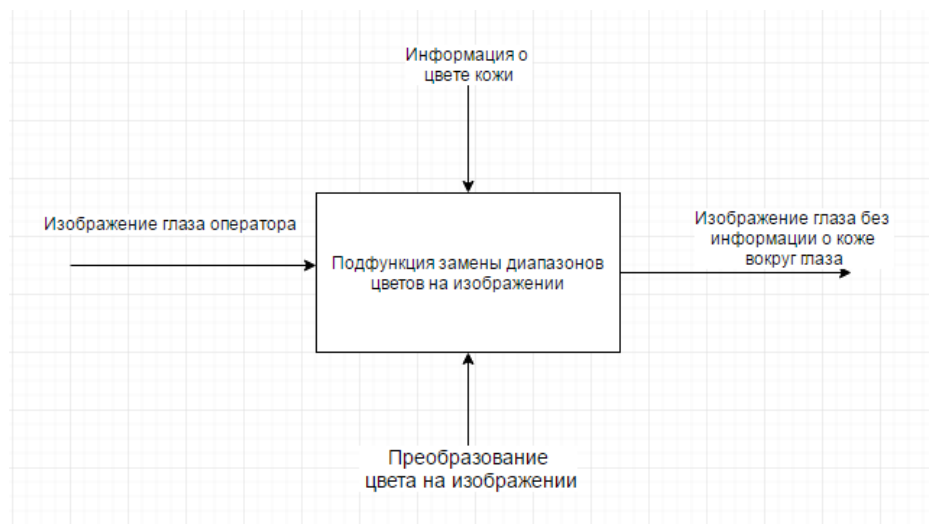 Информация о
цвете кожи
Изображение глаза оператора
Подфункция замены диапазонов
цветов на изображении
Изображение глаза без
информации о коже
вокруг глаза
Преобразование
цвета на изображении